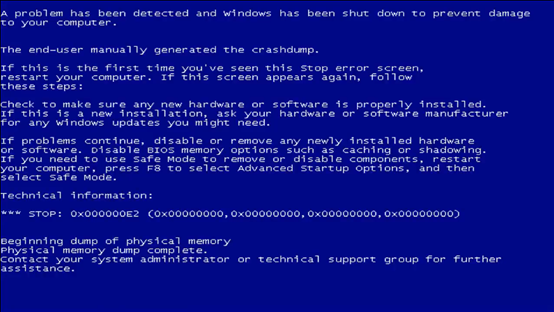 A problem has been detected and Windows has been shut down to prevent damage
to your computer.
The end-user manually generated the crashdump.
If this is the first time you've seen this Stop error screen,
restart your computer. If this screen appears again, follow
these steps:
Check to make sure any new hardware or software is properly installed.
If this is a new installation, ask your hardware or software manufacturer
for any Windows updates you might need.
If problems continue, disable or remove any newly installed hardware
or software. Disable BIOS memory options such as caching or shadowing.
If you need to use Safe Mode to remove or disable components, restart
your computer, press F8 to select Advanced Startup Options, and then
select Safe Mode.
Technical information:
*** STOP: 0x000000E2 (0x00000000,0x00000000,0x00000000,0x00000000)
Beginning dump of physical memory
Physical memory dump complete.
Contact your system administrator or technical support group for further
assistance.